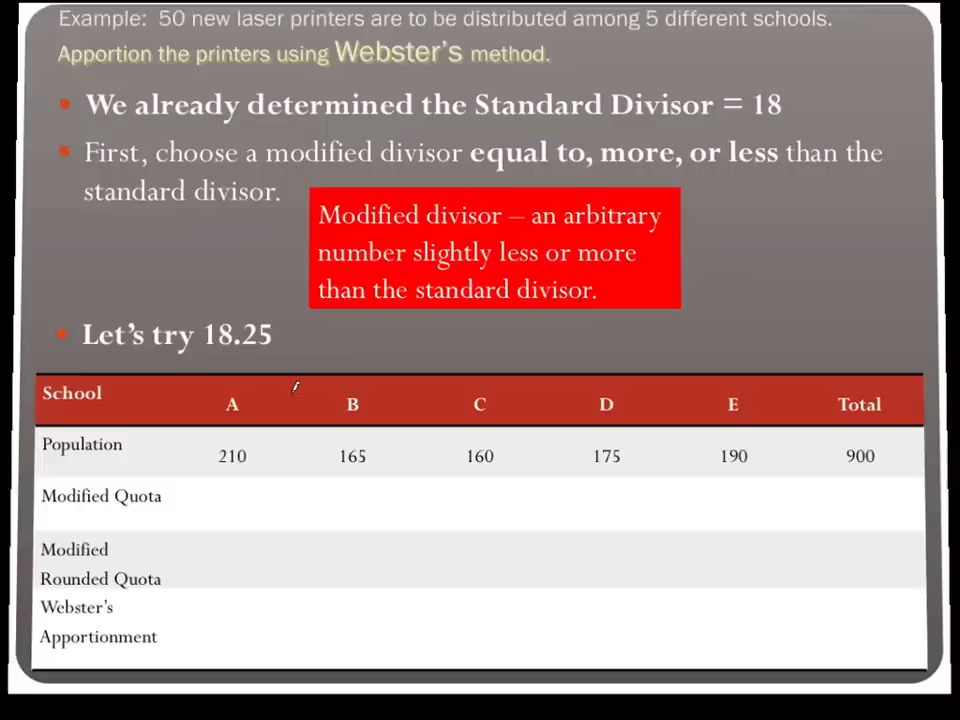 Example: 50 new laser printers are to be distributed among 5 different schools.
Apportion the printers using Webster's method.
• We already determined the Standard Divisor = 18
• First, choose a modified divisor equal to, more, or less than the
standard divisor.
Modified divisor – an arbitrary
number slightly less or more
than the standard divisor.
• Let's try 18.25
School A B C D E Total
Population 210 165 160 175 190 900
Modified Quota
Modified
Rounded Quota
Webster's
Apportionment